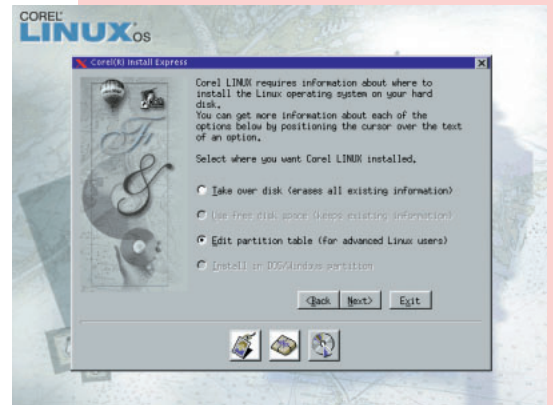 COREL®
LINUX OS
Corel(R) Install Express
Corel LINUX requires information about where to
install the Linux operating system on your hard
disk.
You can get more information about each of the
options below by positioning the cursor over the text
of an option.
Select where you want Corel LINUX installed.
Take over disk (erases all existing information)
Use free disk space (keeps existing information)
Edit partition table (for advanced Linux users)
Install in DOS/Windows partition
<Back Next> Exit